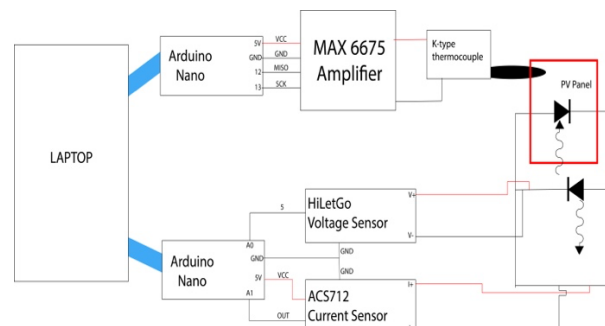 LAPTOP
Arduino
Nano
5V
GND
12
13
VCC
GND
MISO
SCK
MAX 6675
Amplifier
K-type
thermocouple
PV Panel
Arduino
Nano
A0
GND
5V
A1
S
VCC
OUT
HiLetGo
Voltage Sensor
V+
V-
GND
GND
ACS712
Current Sensor
I+